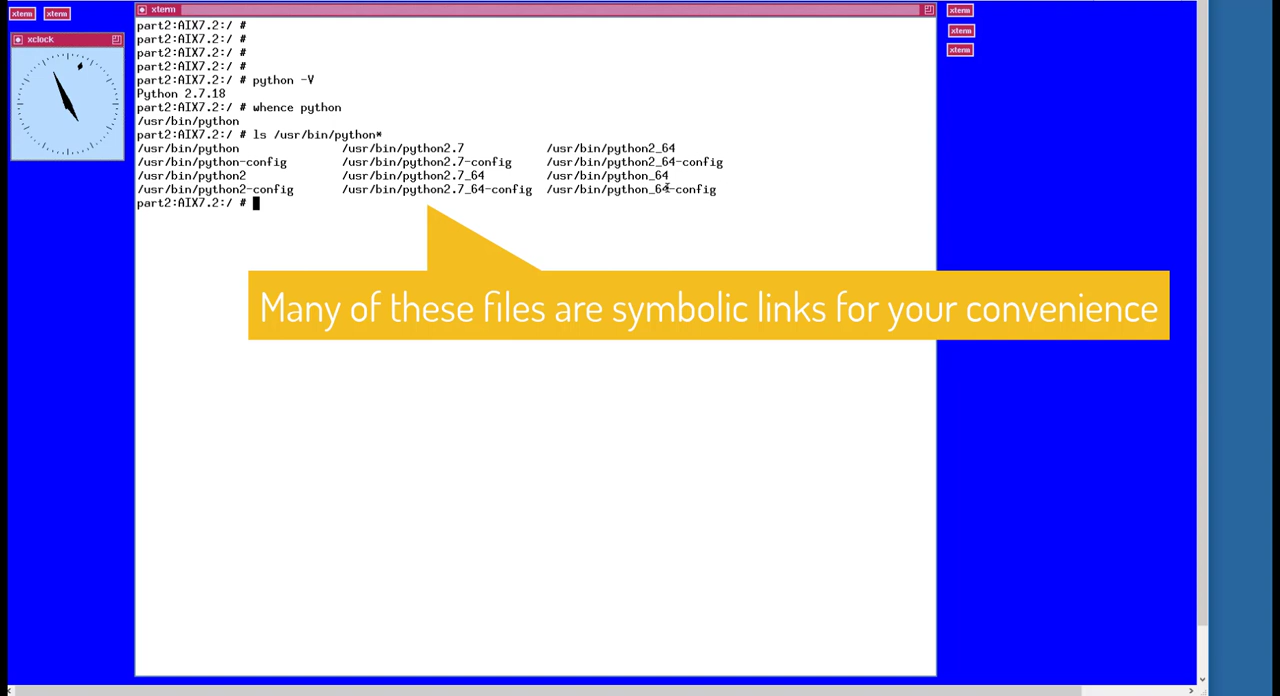 xterm
xterm
xclock
xterm
part2:AIX7.2:/ #
part2:AIX7.2:/ #
part2:AIX7.2:/ #
part2:AIX7.2:/ #
part2:AIX7.2:/ # python -V
Python 2.7.18
part2:AIX7.2:/ # whence python
/usr/bin/python
part2:AIX7.2:/ # ls /usr/bin/python*
/usr/bin/python /usr/bin/python2.7 /usr/bin/python2_64
/usr/bin/python-config /usr/bin/python2.7-config /usr/bin/python2_64-config
/usr/bin/python2 /usr/bin/python2.7_64 /usr/bin/python_64
/usr/bin/python2-config /usr/bin/python2.7_64-config /usr/bin/python_64-config
part2:AIX7.2:/ #
Many of these files are symbolic links for your convenience
xterm
xterm
xterm